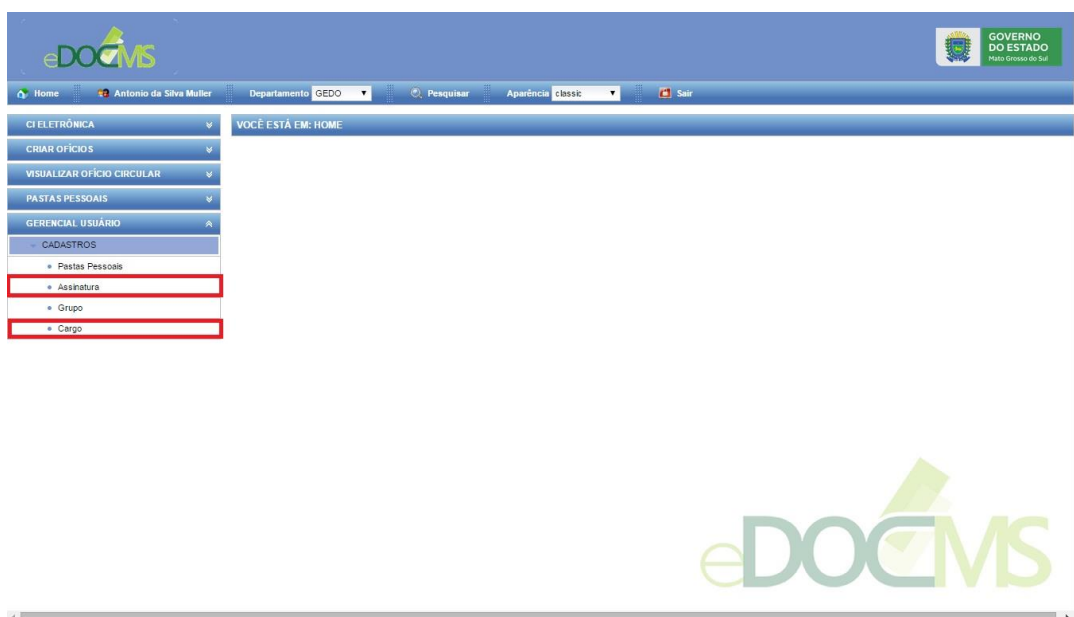 eDOCMS
GOVERNO
DO ESTADO
Mato Grosso do Sul
Home Antonio da Silva Muller Departamento GEDO Pesquisar Aparência classic Sair
CI ELETRÔNICA
VOCÊ ESTÁ EM: HOME
CRIAR OFÍCIOS
VISUALIZAR OFÍCIO CIRCULAR
PASTAS PESSOAIS
GERENCIAL USUÁRIO
CADASTROS
Pastas Pessoais
Assinatura
Grupo
Cargo
eDOCMS